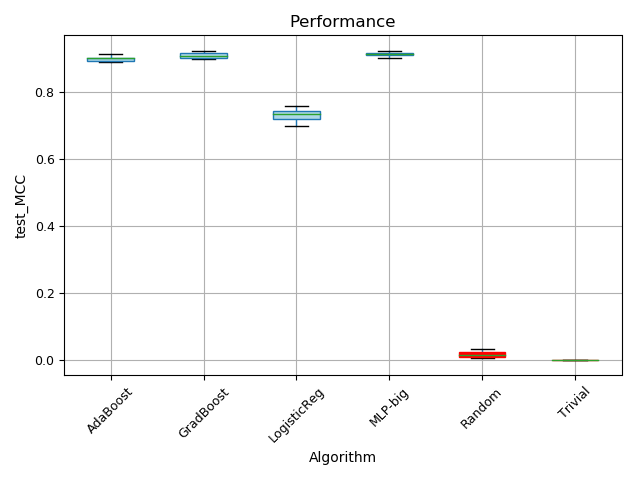 Performance
test_MCC
0.8
0.6
0.4
0.2
0.0
AdaBoost
GradBoost
LogisticReg
MLP-big
Random
Trivial
Algorithm